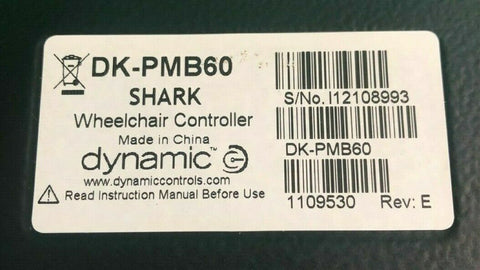 DK-PMB60
SHARK
Wheelchair Controller
Made in China
dynamic™
www.dynamiccontrols.com
Read Instruction Manual Before Use
S/No. I12108993
DK-PMB60
1109530 Rev: E